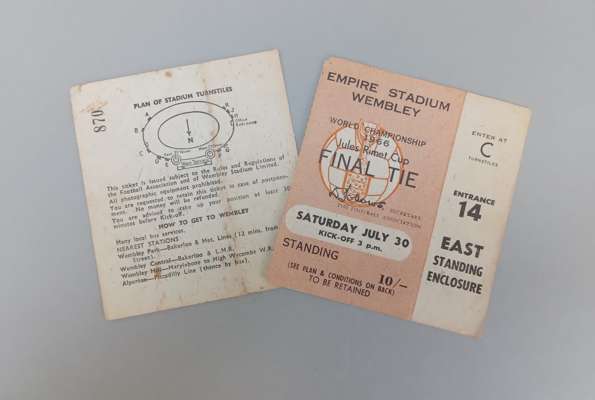 870
PLAN OF STADIUM TURNSTILES
N
This ticket is issued subject to the Rules and Regulations of
the Football Association and of Wembley Stadium Limited.
All photographic equipment prohibited.
You are requested to retain this ticket in case of postpone-
ment. No money will be refunded.
You are advised to take up your position at least 30
minutes before Kick-off.
HOW TO GET TO WEMBLEY
Many local bus services.
NEAREST STATIONS
Wembley Park—Bakerloo & Met. Lines (12 mins. from
Street).
Wembley Central—Bakerloo & L.M.R.
Wembley Hill—Marylebone to High Wycombe W.R.
Alperton—Piccadilly Line (thence by bus).
EMPIRE STADIUM
WEMBLEY
WORLD CHAMPIONSHIP
1966
Jules Rimet Cup
FINAL TIE
SECRETARY
THE FOOTBALL ASSOCIATION
SATURDAY JULY 30
KICK-OFF 3 p.m.
STANDING
10/—
(SEE PLAN & CONDITIONS ON BACK)
TO BE RETAINED
ENTER AT
C
TURNSTILES
ENTRANCE
14
EAST
STANDING
ENCLOSURE